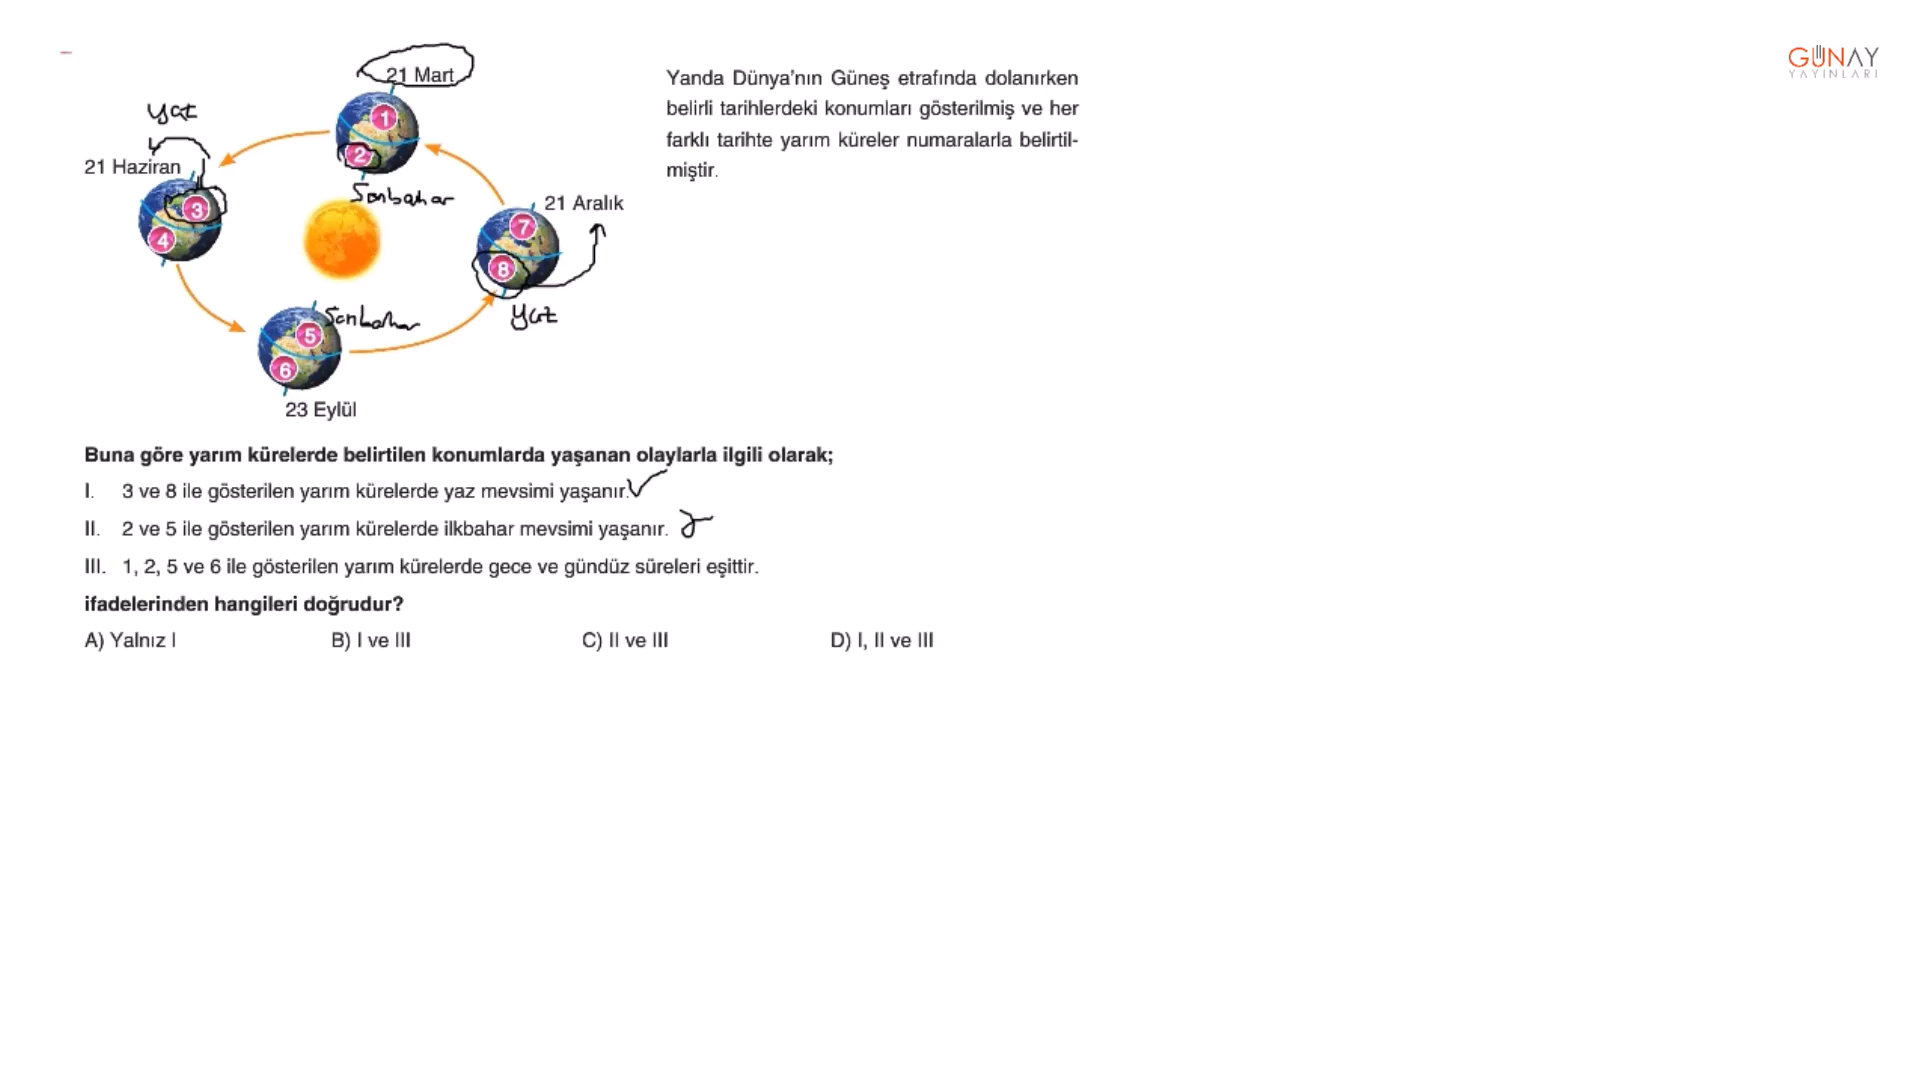 GÜNAY
YAYINLARI
21 Mart
yaz
21 Haziran
1
2
Sonbahar
3
4
21 Aralık
7
8
yaz
Sonbahar
5
6
23 Eylül
Yanda Dünya’nın Güneş etrafında dolanırken
belirli tarihlerdeki konumları gösterilmiş ve her
farklı tarihte yarım küreler numaralarla belirtil-
miştir.
Buna göre yarım kürelerde belirtilen konumlarda yaşanan olaylarla ilgili olarak;
I. 3 ve 8 ile gösterilen yarım kürelerde yaz mevsimi yaşanır.
II. 2 ve 5 ile gösterilen yarım kürelerde ilkbahar mevsimi yaşanır.
III. 1, 2, 5 ve 6 ile gösterilen yarım kürelerde gece ve gündüz süreleri eşittir.
ifadelerinden hangileri doğrudur?
A) Yalnız I B) I ve III C) II ve III D) I, II ve III